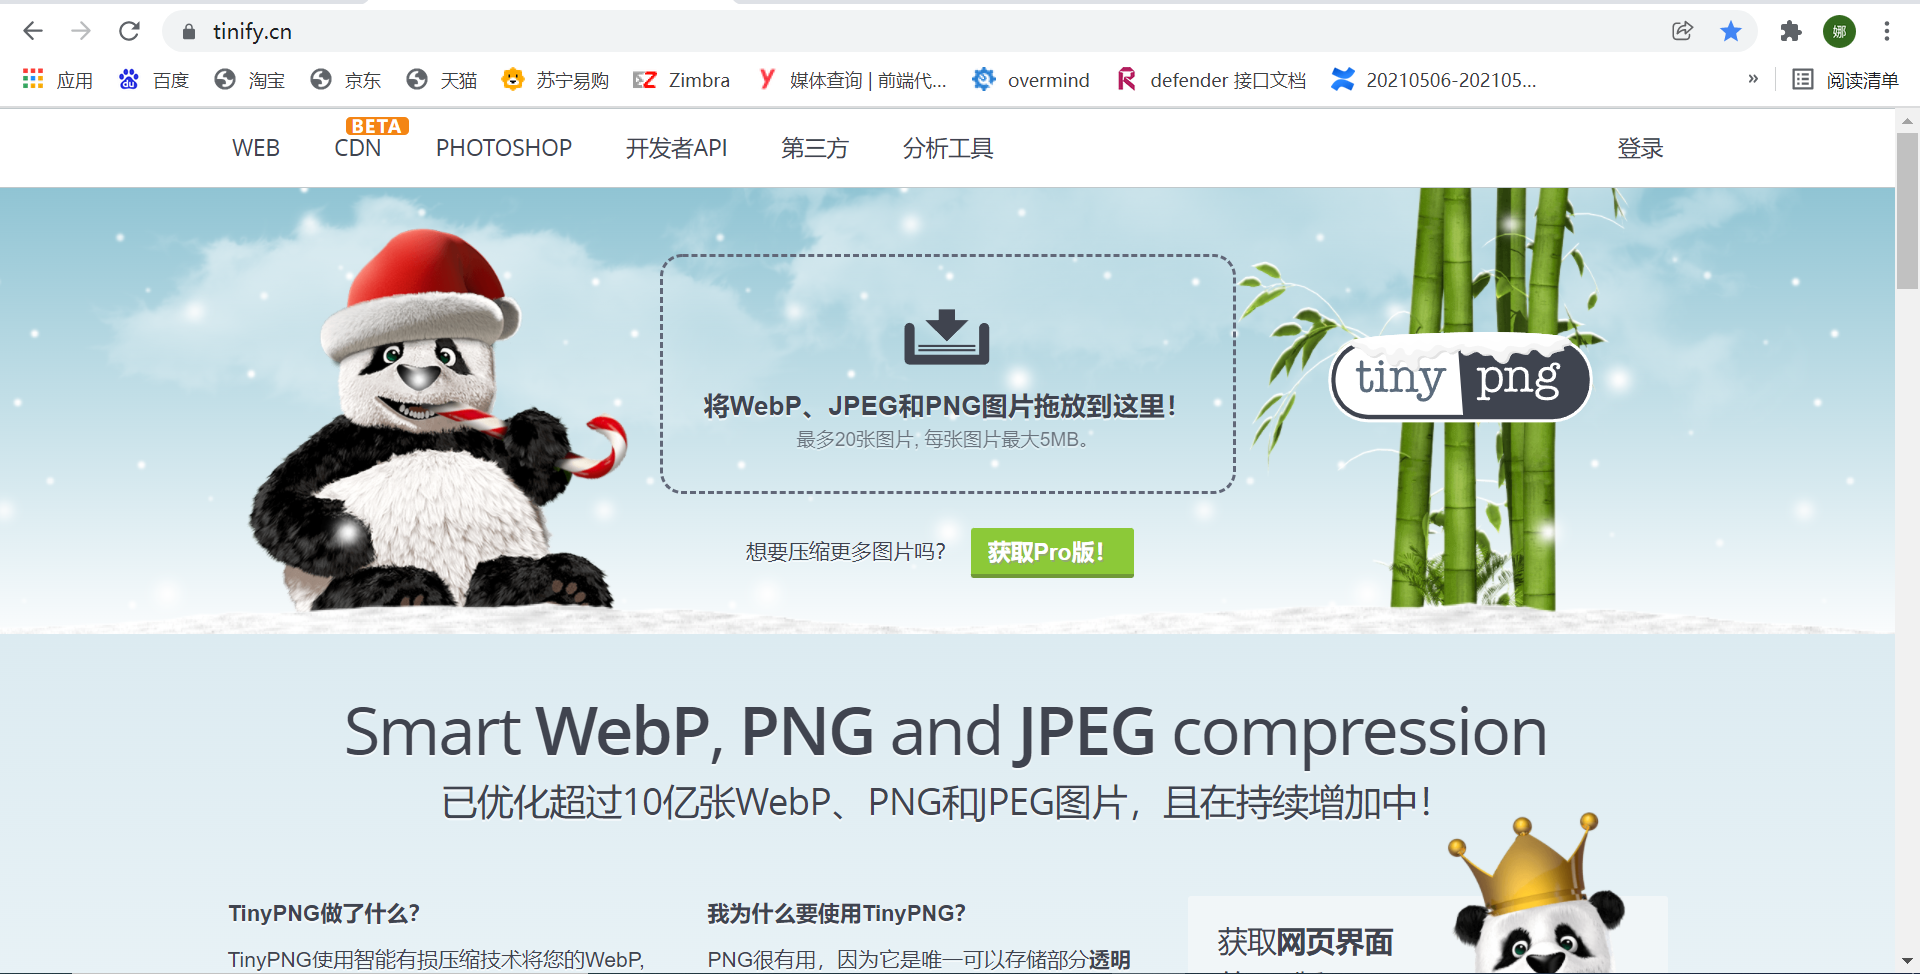 tinify.cn
娜
应用 百度 淘宝 京东 天猫 苏宁易购 Zimbra 媒体查询 | 前端代... overmind defender 接口文档 20210506-202105... » 阅读清单
BETA
WEB CDN PHOTOSHOP 开发者API 第三方 分析工具 登录
将WebP、JPEG和PNG图片拖放到这里！
最多20张图片, 每张图片最大5MB。
tiny png
想要压缩更多图片吗？ 获取Pro版！
Smart WebP, PNG and JPEG compression
已优化超过10亿张WebP、PNG和JPEG图片，且在持续增加中！
TinyPNG做了什么？
TinyPNG使用智能有损压缩技术将您的WebP,
我为什么要使用TinyPNG？
PNG很有用，因为它是唯一可以存储部分透明
获取网页界面